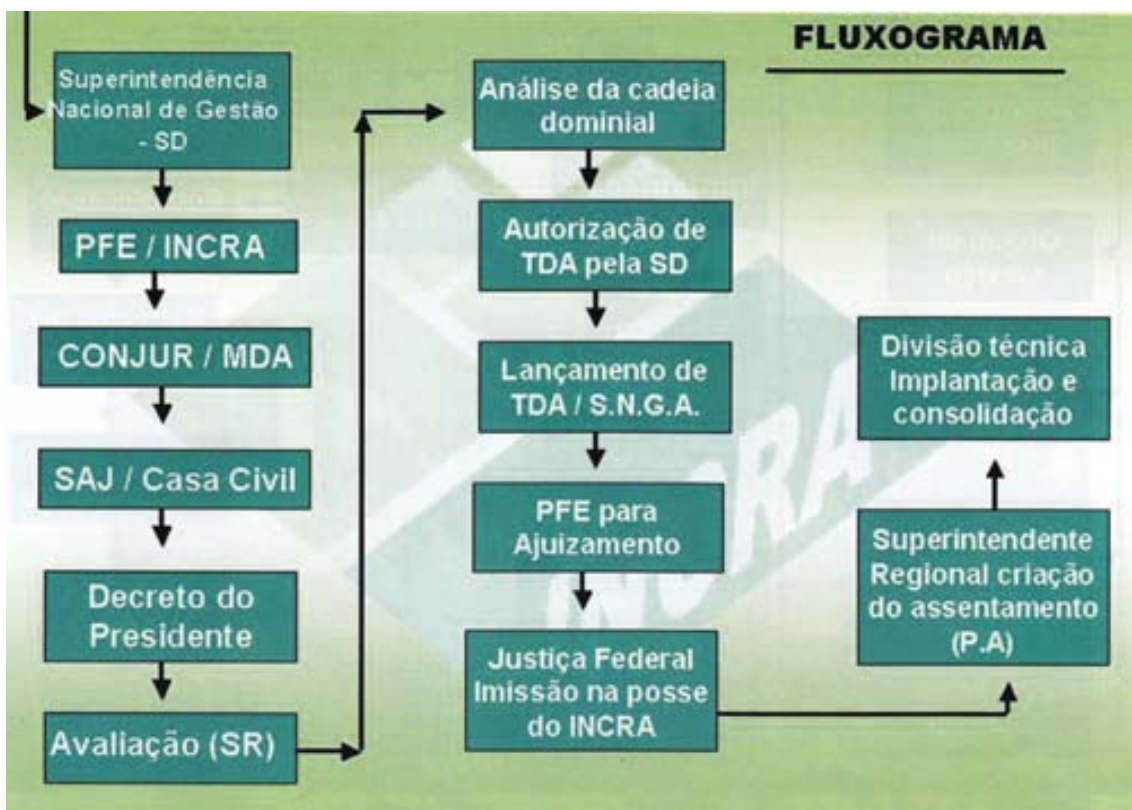 FLUXOGRAMA
Superintendência
Nacional de Gestão
- SD
PFE / INCRA
CONJUR / MDA
SAJ / Casa Civil
Decreto do
Presidente
Avaliação (SR)
Análise da cadeia
dominial
Autorização de
TDA pela SD
Lançamento de
TDA / S.N.G.A.
PFE para
Ajuizamento
Justiça Federal
Imissão na posse
do INCRA
Superintendente
Regional criação
do assentamento
(P.A)
Divisão técnica
Implantação e
consolidação
INCRA